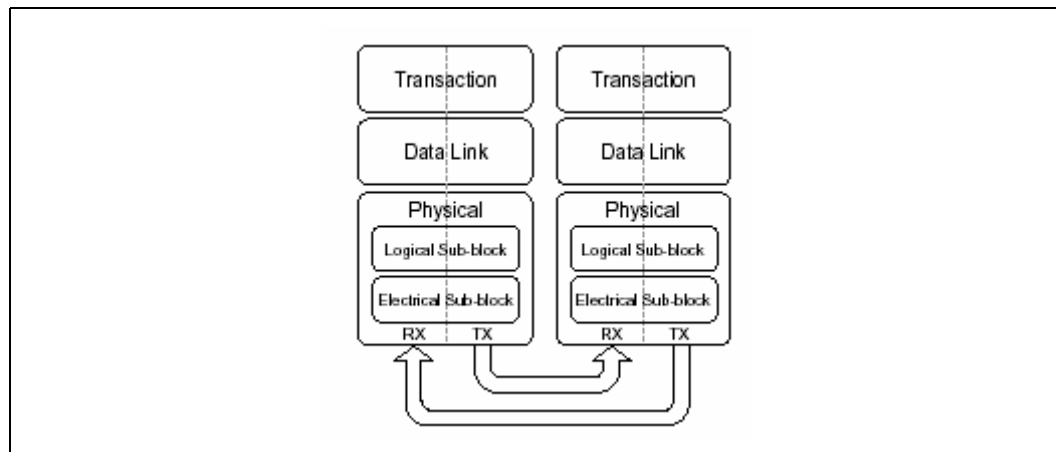 Transaction
Data Link
Physical
Logical Sub-block
Electrical Sub-block
RX TX
Transaction
Data Link
Physical
Logical Sub-block
Electrical Sub-block
RX TX